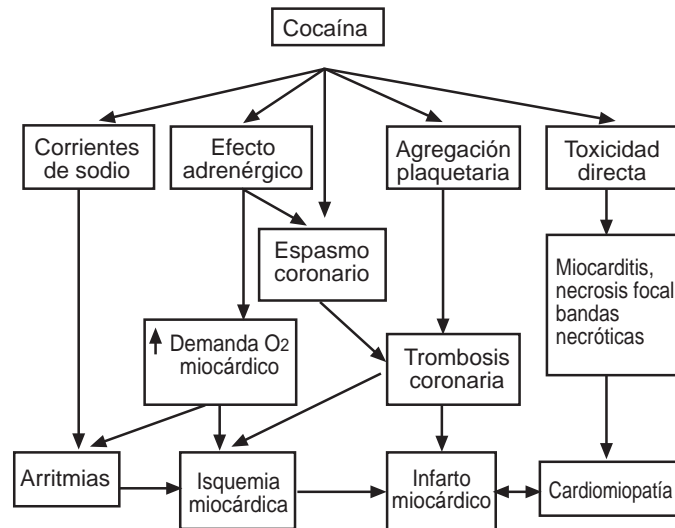 Cocaína
Corrientes
de sodio
Efecto
adrenérgico
Agregación
plaquetaria
Toxicidad
directa
Espasmo
coronario
Miocarditis,
necrosis focal
bandas
necróticas
Demanda O2
miocárdico
Trombosis
coronaria
Arritmias
Isquemia
miocárdica
Infarto
miocárdico
Cardiomiopatía